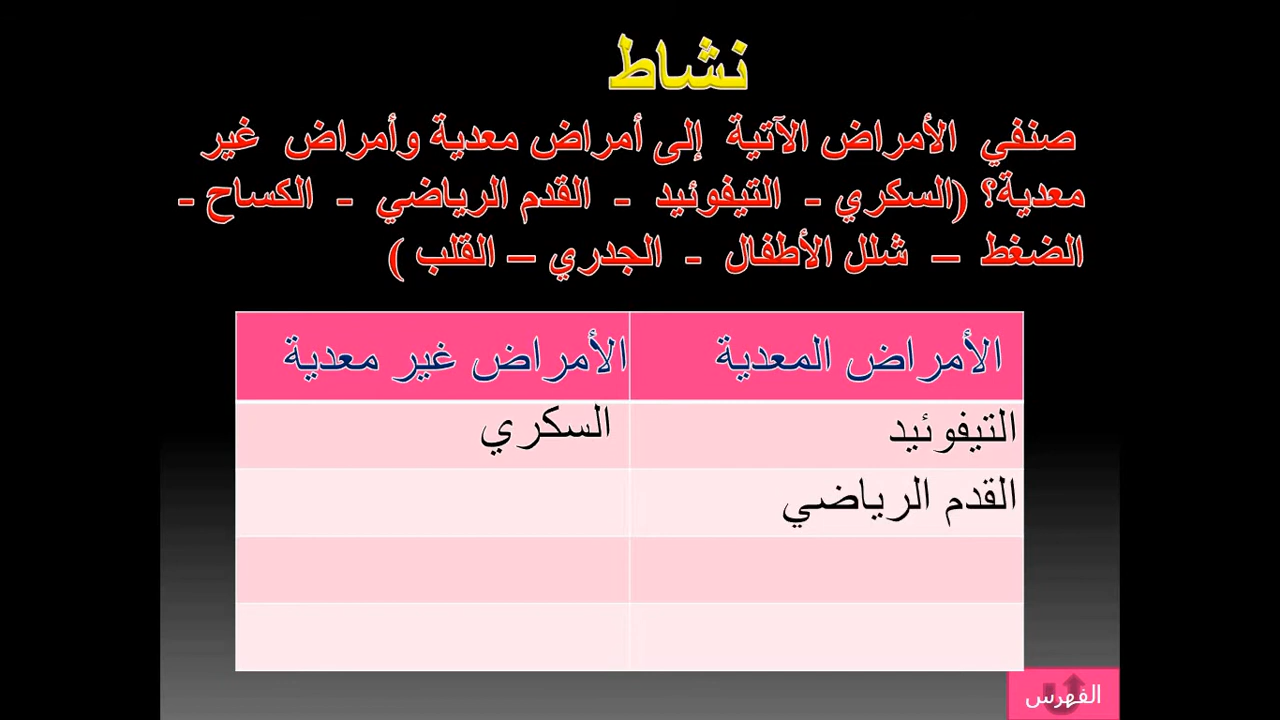 نشاط
صنفي الأمراض الآتية إلى أمراض معدية وأمراض غير
معدية؟ (السكري - التيفوئيد - القدم الرياضي - الكساح -
الضغط – شلل الأطفال - الجدري – القلب )
الأمراض المعدية
الأمراض غير معدية
التيفوئيد
السكري
القدم الرياضي
الفهرس